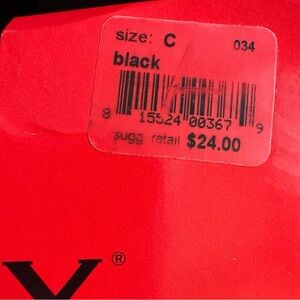 size: C 034
black
8 15524 00367 9
sugg retail $24.00
Y®